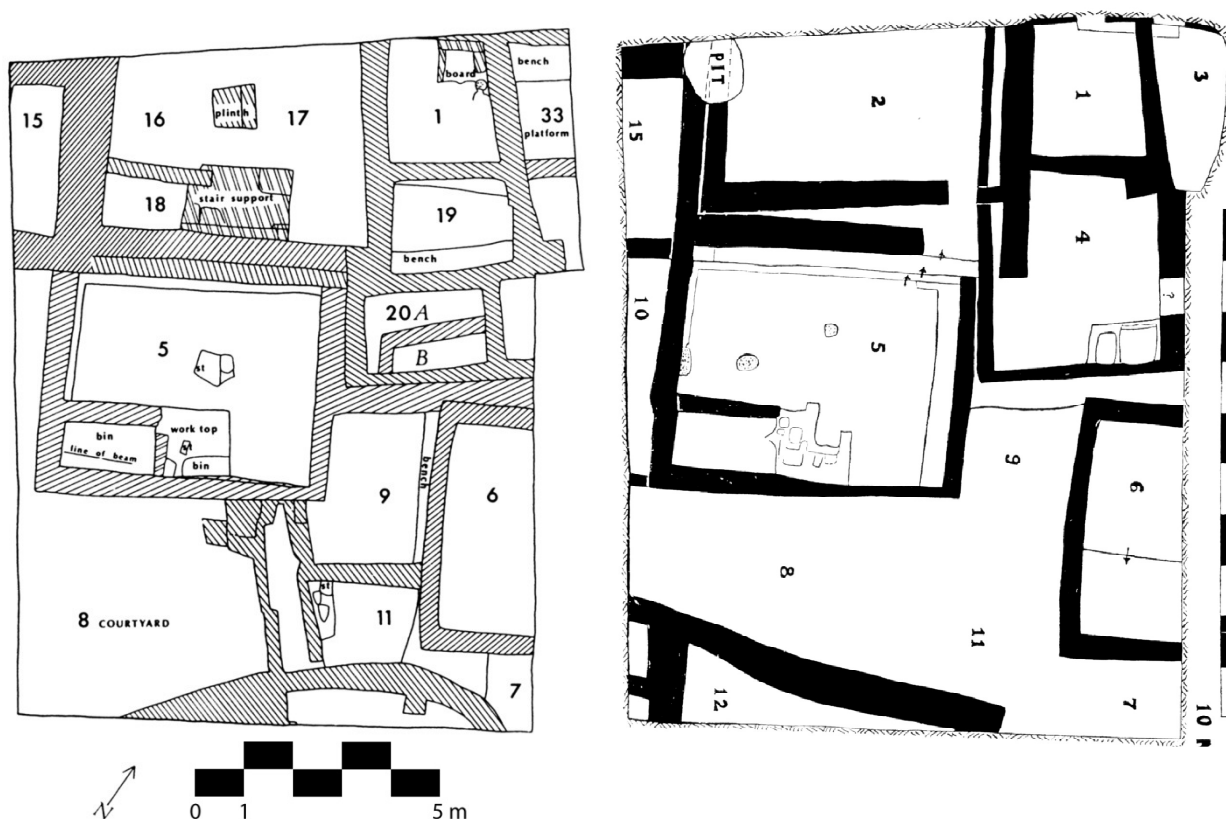 bench
board
15
16
plinth
17
1
33
platform
18
stair support
19
bench
20A
B
5
st
work top
bin
line of beam
st
bin
9
bench
6
st
11
8 COURTYARD
7
N
0 1 5 m
PIT
2
1
3
15
4
10
5
?
9
6
8
11
12
7
10